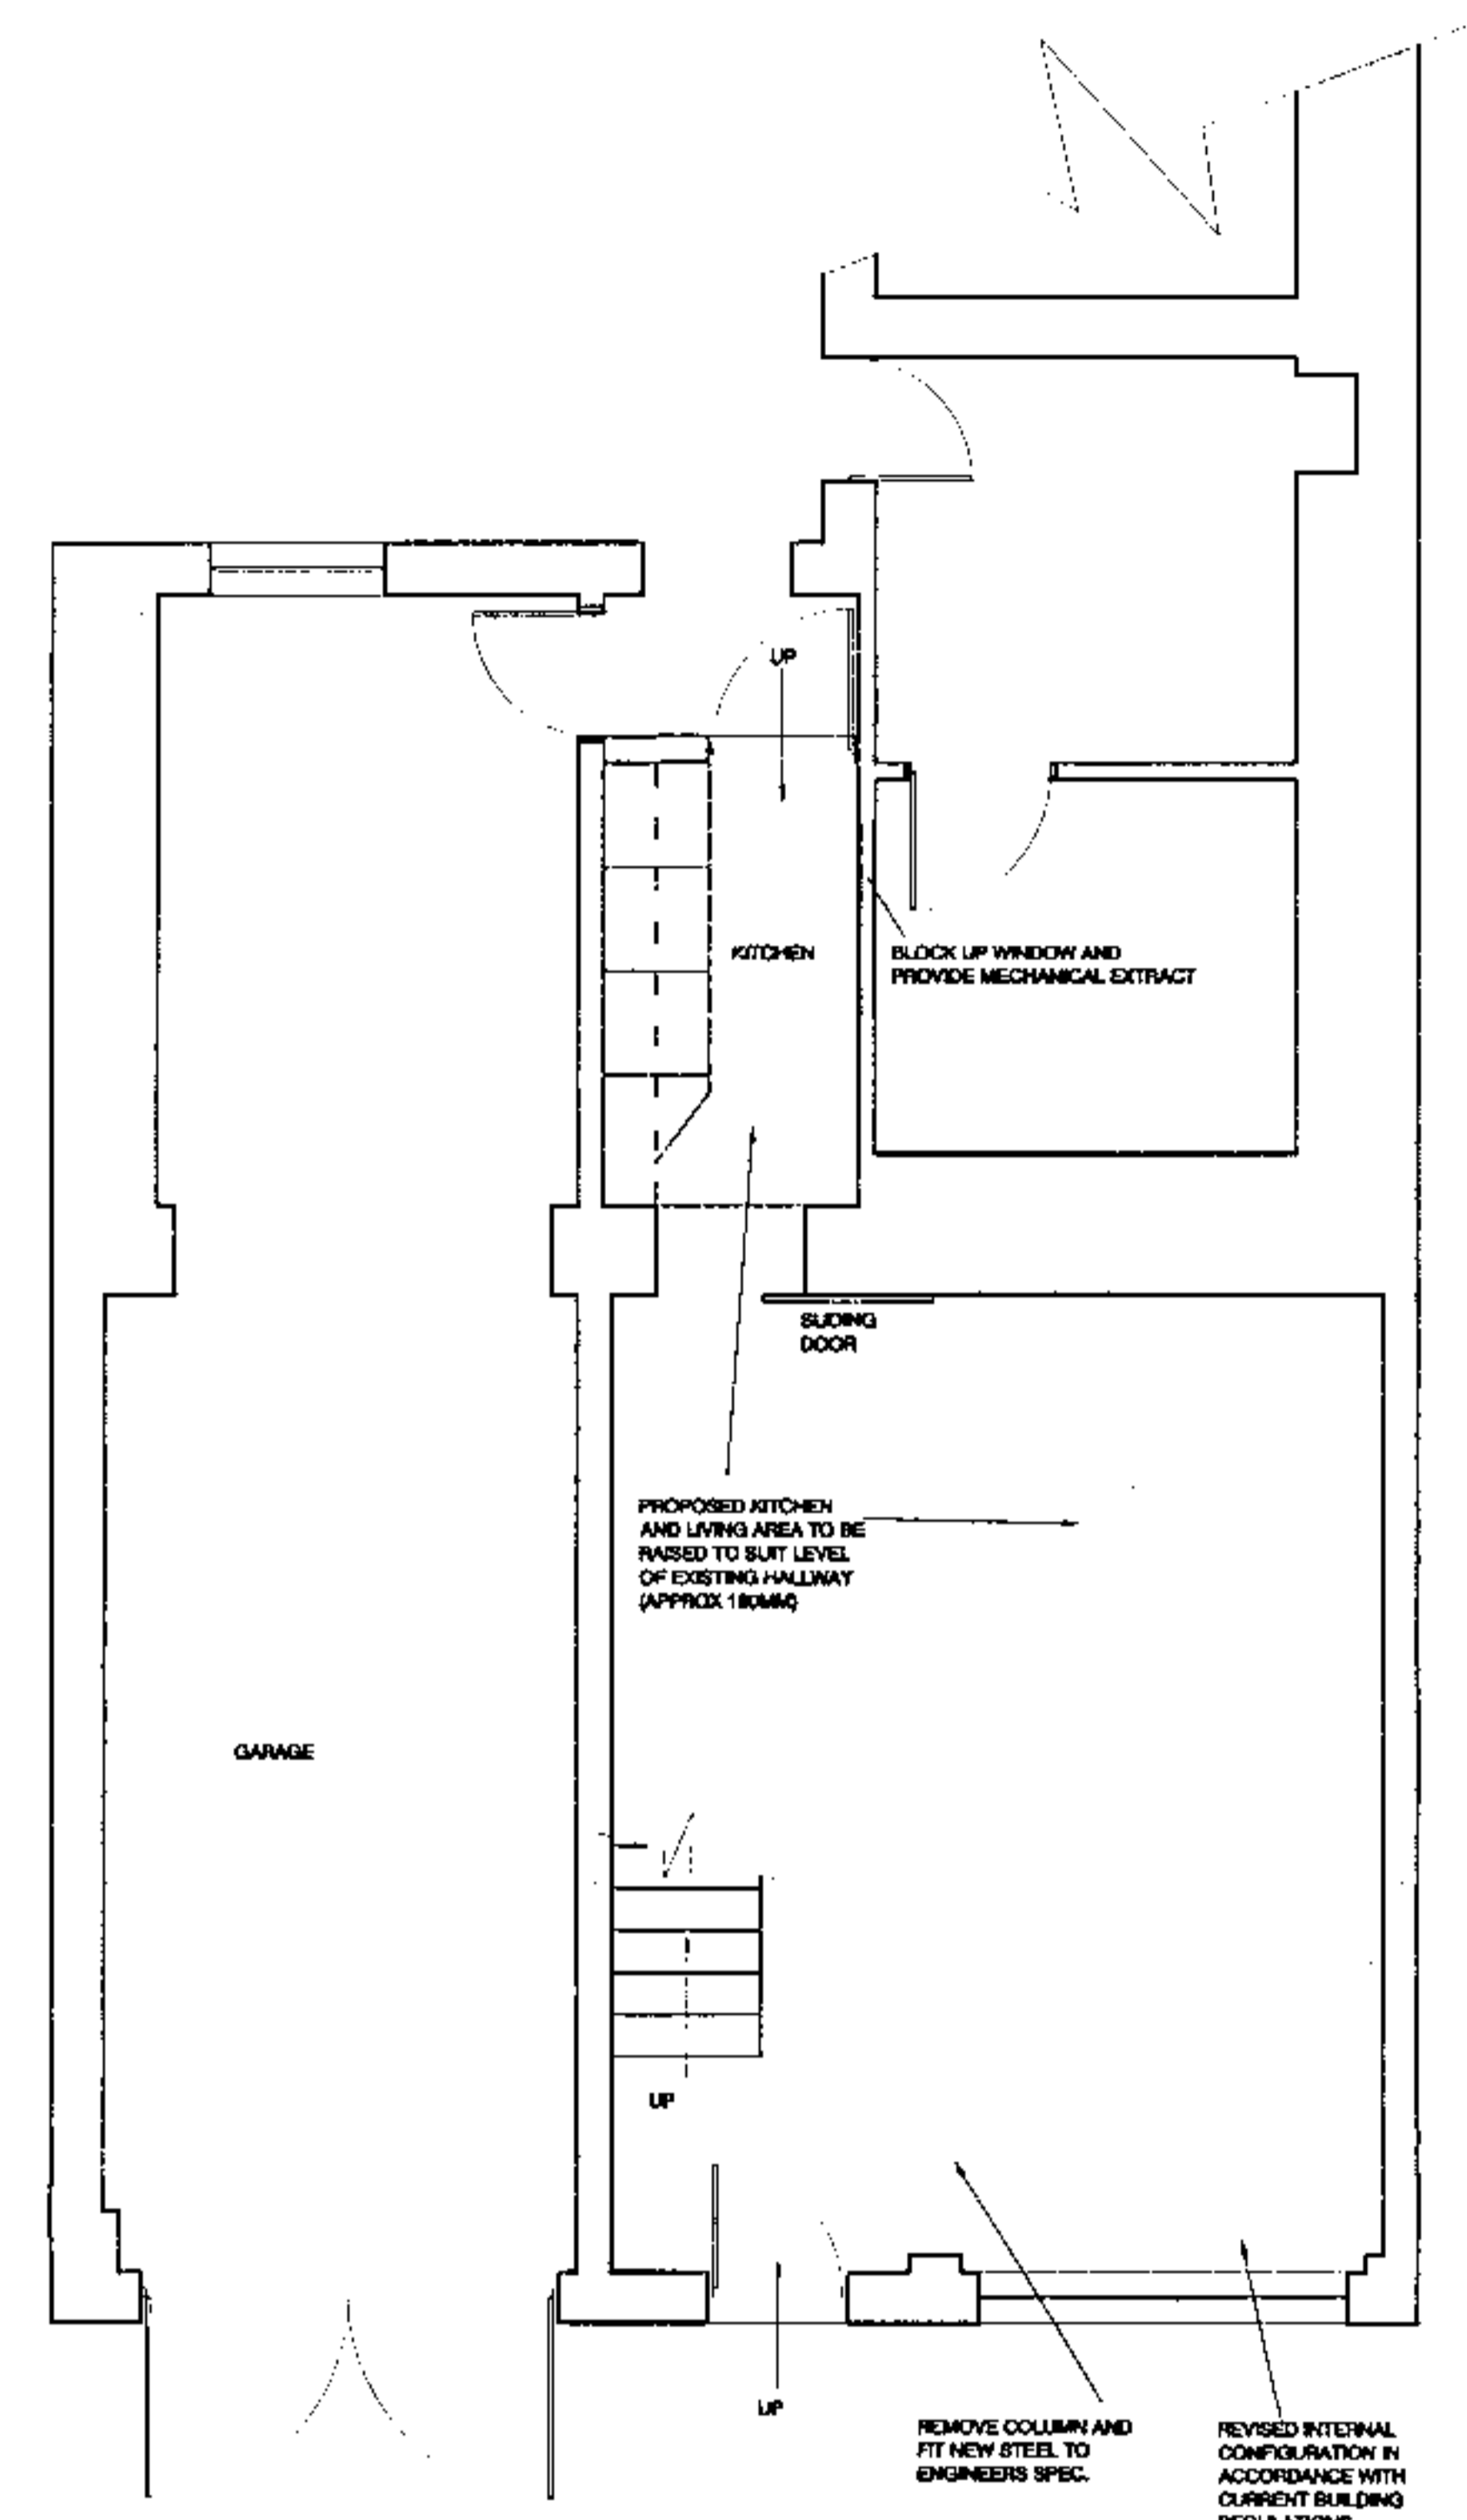 UP
KITCHEN
BLOCK UP WINDOW AND
PROVIDE MECHANICAL EXTRACT
SLIDING
DOOR
PROPOSED KITCHEN
AND LIVING AREA TO BE
RAISED TO SUIT LEVEL
OF EXISTING HALLWAY
(APPROX
GARAGE
UP
UP
REMOVE COLUMN AND
FIT NEW STEEL TO
ENGINEERS SPEC.
REVISED INTERNAL
CONFIGURATION IN
ACCORDANCE WITH
CURRENT BUILDING